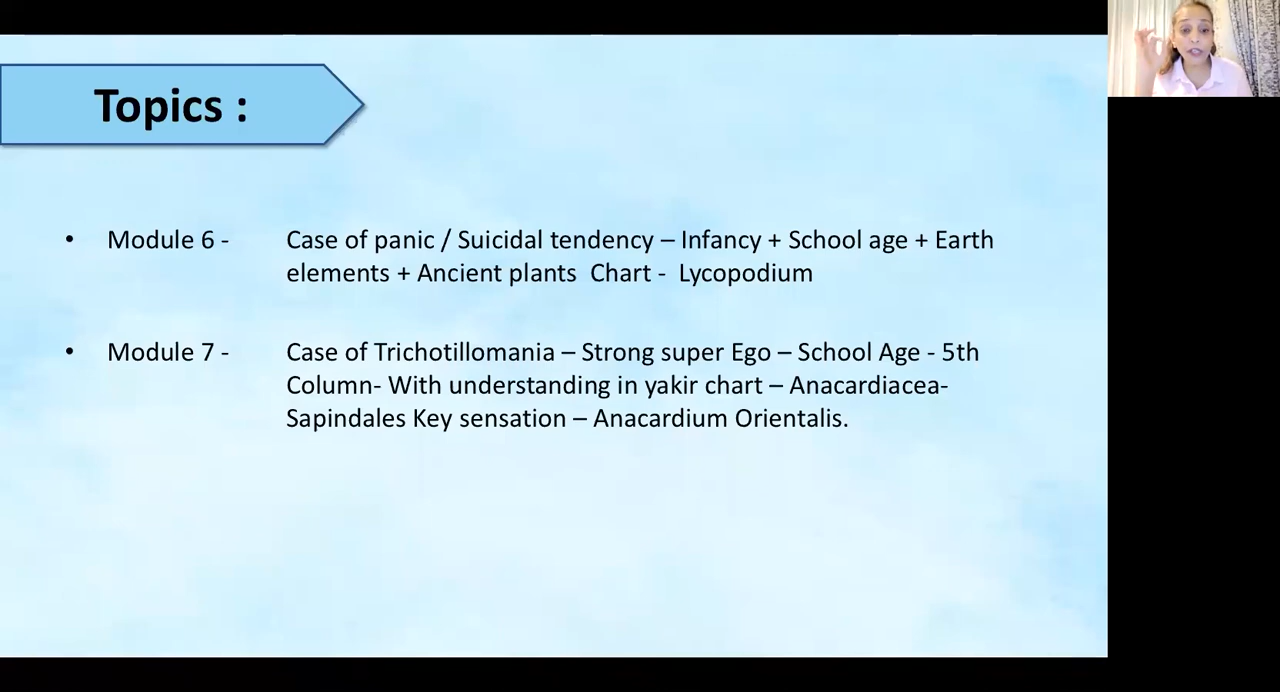 Topics :
• Module 6 - Case of panic / Suicidal tendency – Infancy + School age + Earth
elements + Ancient plants  Chart -  Lycopodium
• Module 7 - Case of Trichotillomania – Strong super Ego – School Age - 5th
Column- With understanding in yakir chart – Anacardiacea-
Sapindales Key sensation – Anacardium Orientalis.